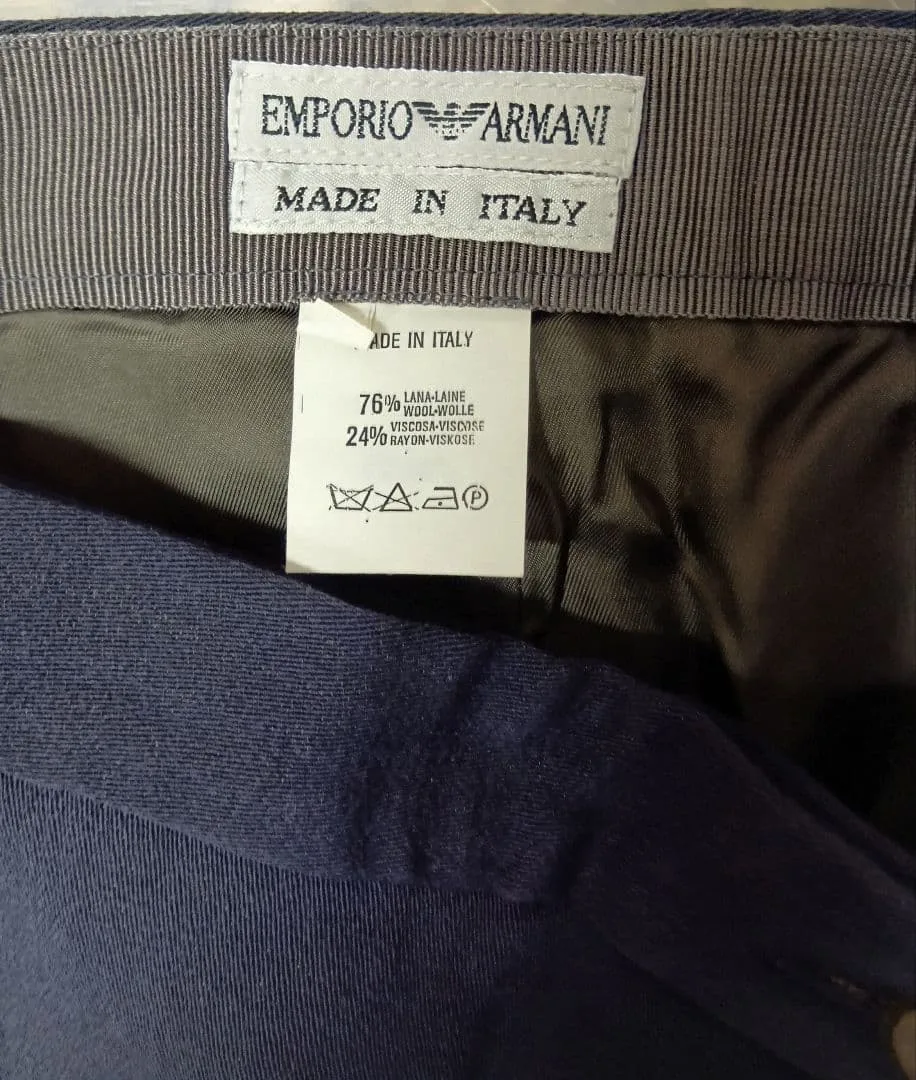 EMPORIO ARMANI
MADE IN ITALY
ADE IN ITALY
76% LANA·LAINE
WOOL·WOLLE
24% VISCOSA·VISCOSE
RAYON·VISKOSE
P